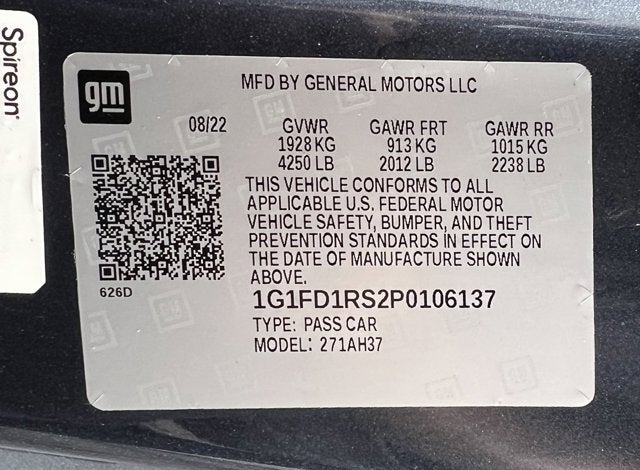 Spireon
gm
MFD BY GENERAL MOTORS LLC
08/22 GVWR GAWR FRT GAWR RR
1928 KG 913 KG 1015 KG
4250 LB 2012 LB 2238 LB
THIS VEHICLE CONFORMS TO ALL
APPLICABLE U.S. FEDERAL MOTOR
VEHICLE SAFETY, BUMPER, AND THEFT
PREVENTION STANDARDS IN EFFECT ON
THE DATE OF MANUFACTURE SHOWN
ABOVE.
626D
1G1FD1RS2P0106137
TYPE: PASS CAR
MODEL: 271AH37